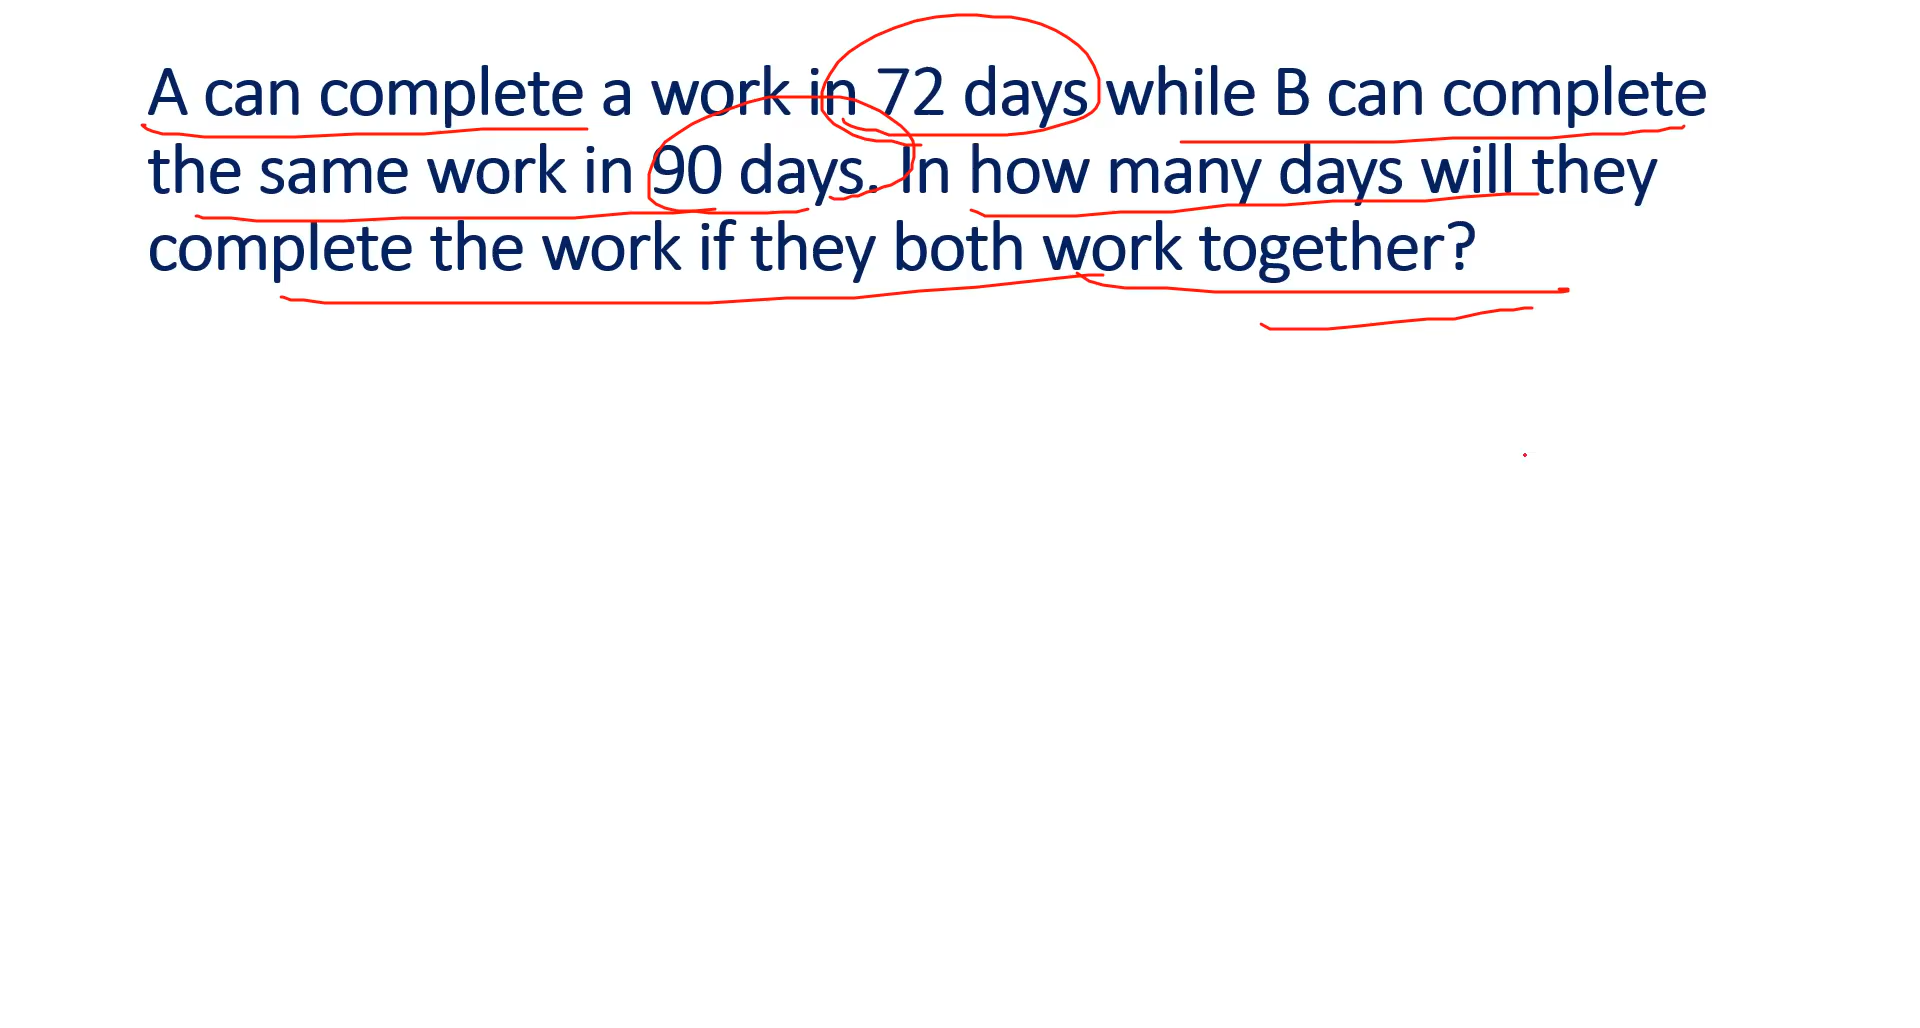 A can complete a work in 72 days while B can complete
the same work in 90 days. In how many days will they
complete the work if they both work together?